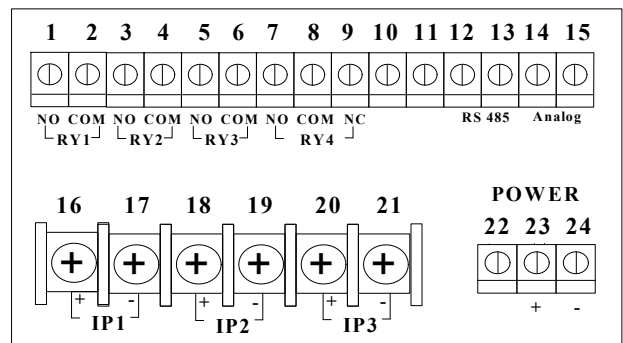 1 2 3 4 5 6 7 8 9 10 11 12 13 14 15
NO COM NO COM NO COM NO COM NC RS 485 Analog
RY1 RY2 RY3 RY4
POWER
16 17 18 19 20 21
22 23 24
+ - + - + -
IP1 IP2 IP3
+ -